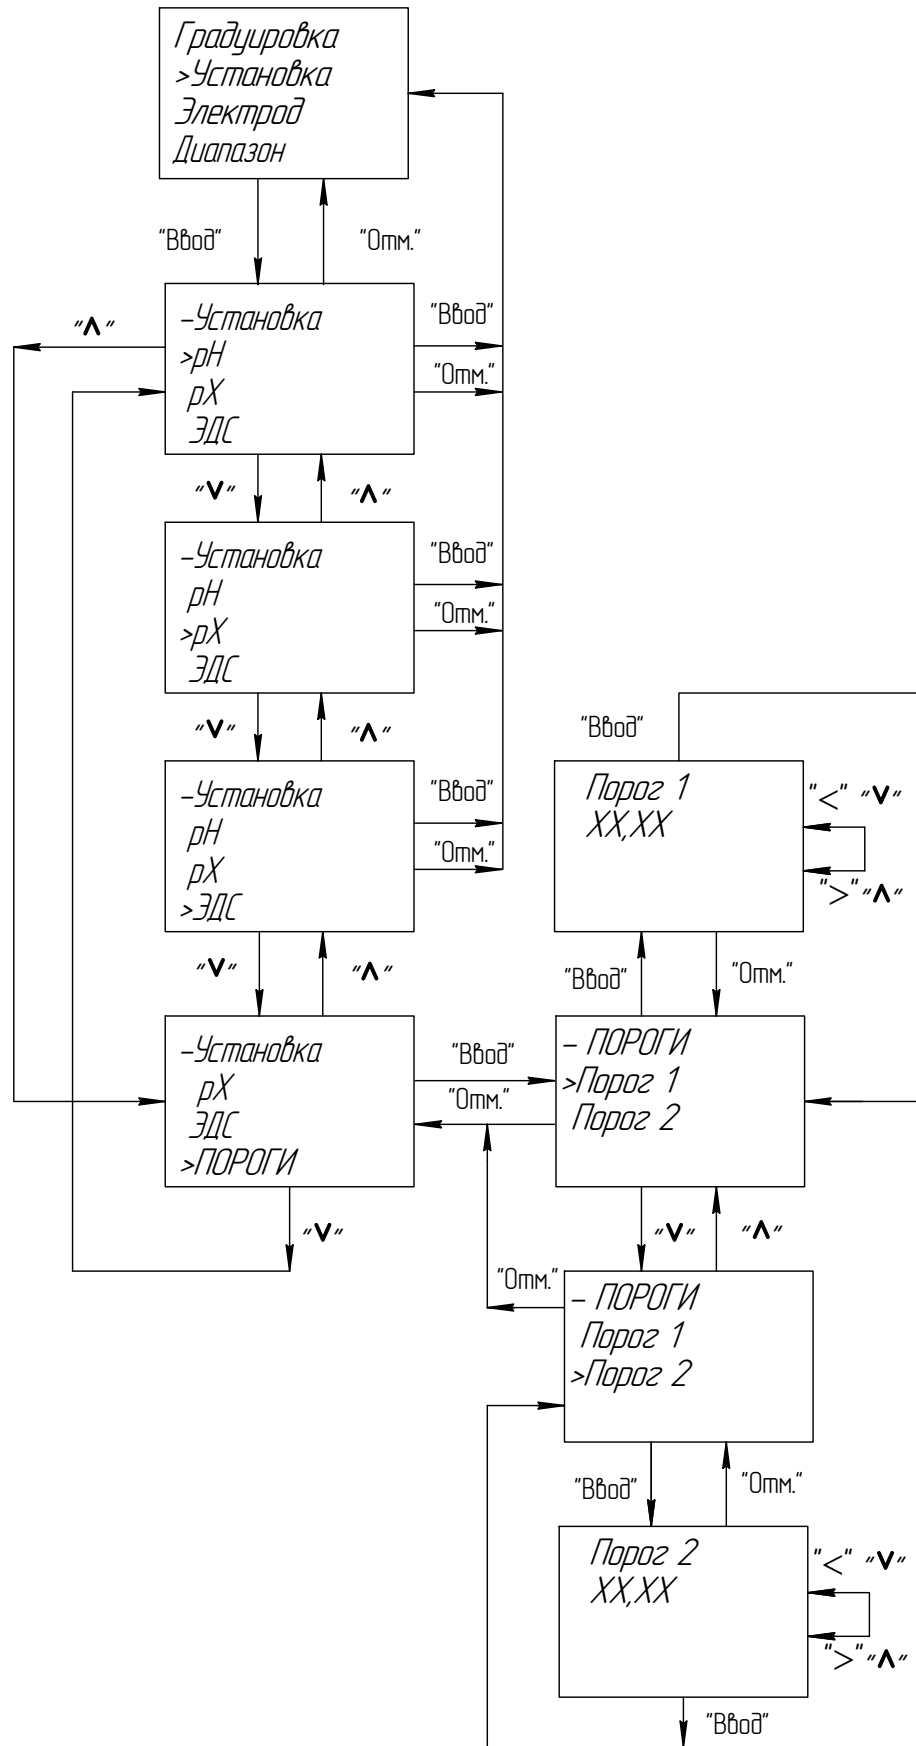 Градуировка
>Установка
Электрод
Диапазон
"Ввод" "Отм."
"Λ"
-Установка
>pH
pX
ЭДС
"Ввод"
"Отм."
"V" "Λ"
-Установка
pH
>pX
ЭДС
"Ввод"
"Отм."
"V" "Λ"
-Установка
pH
pX
>ЭДС
"Ввод"
"Отм."
"V" "Λ"
-Установка
pX
ЭДС
>ПОРОГИ
"V"
"Ввод"
"Отм."
"Ввод"
Порог 1
XX,XX
"<" "V"
">" "Λ"
"Ввод" "Отм."
- ПОРОГИ
>Порог 1
Порог 2
"V" "Λ"
"Отм."
- ПОРОГИ
Порог 1
>Порог 2
"Ввод" "Отм."
Порог 2
XX,XX
"<" "V"
">" "Λ"
"Ввод"